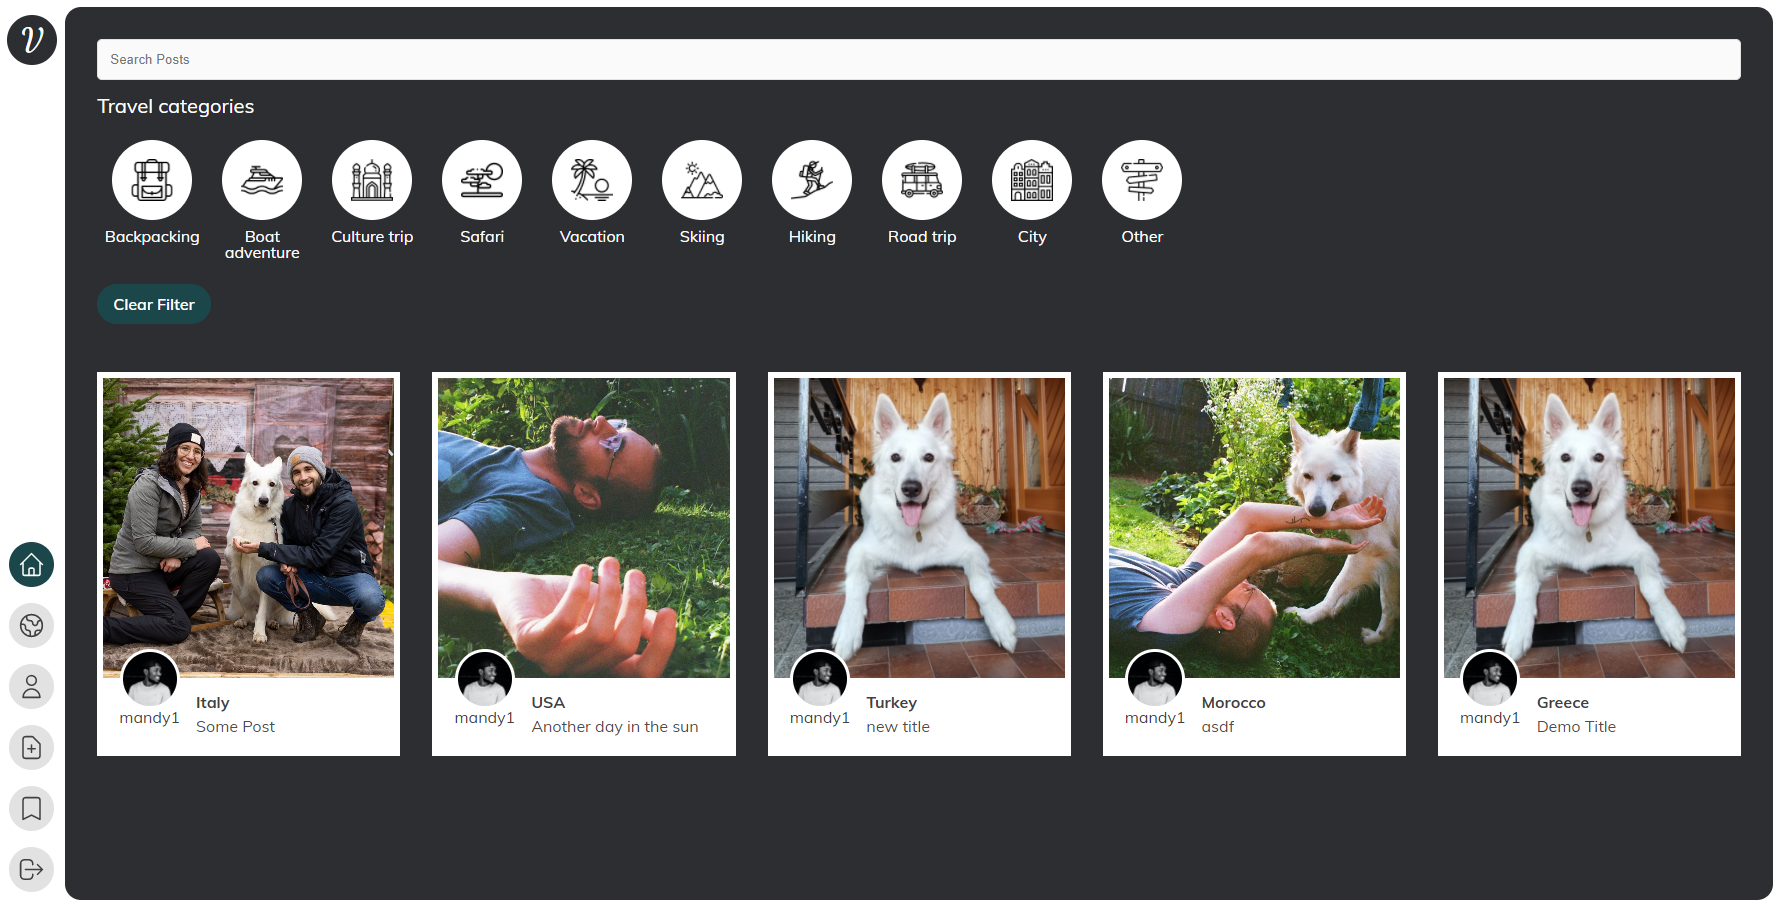 V
Search Posts
Travel categories
Backpacking
Boat
adventure
Culture trip
Safari
Vacation
Skiing
Hiking
Road trip
City
Other
Clear Filter
mandy1
Italy
Some Post
mandy1
USA
Another day in the sun
mandy1
Turkey
new title
mandy1
Morocco
asdf
mandy1
Greece
Demo Title